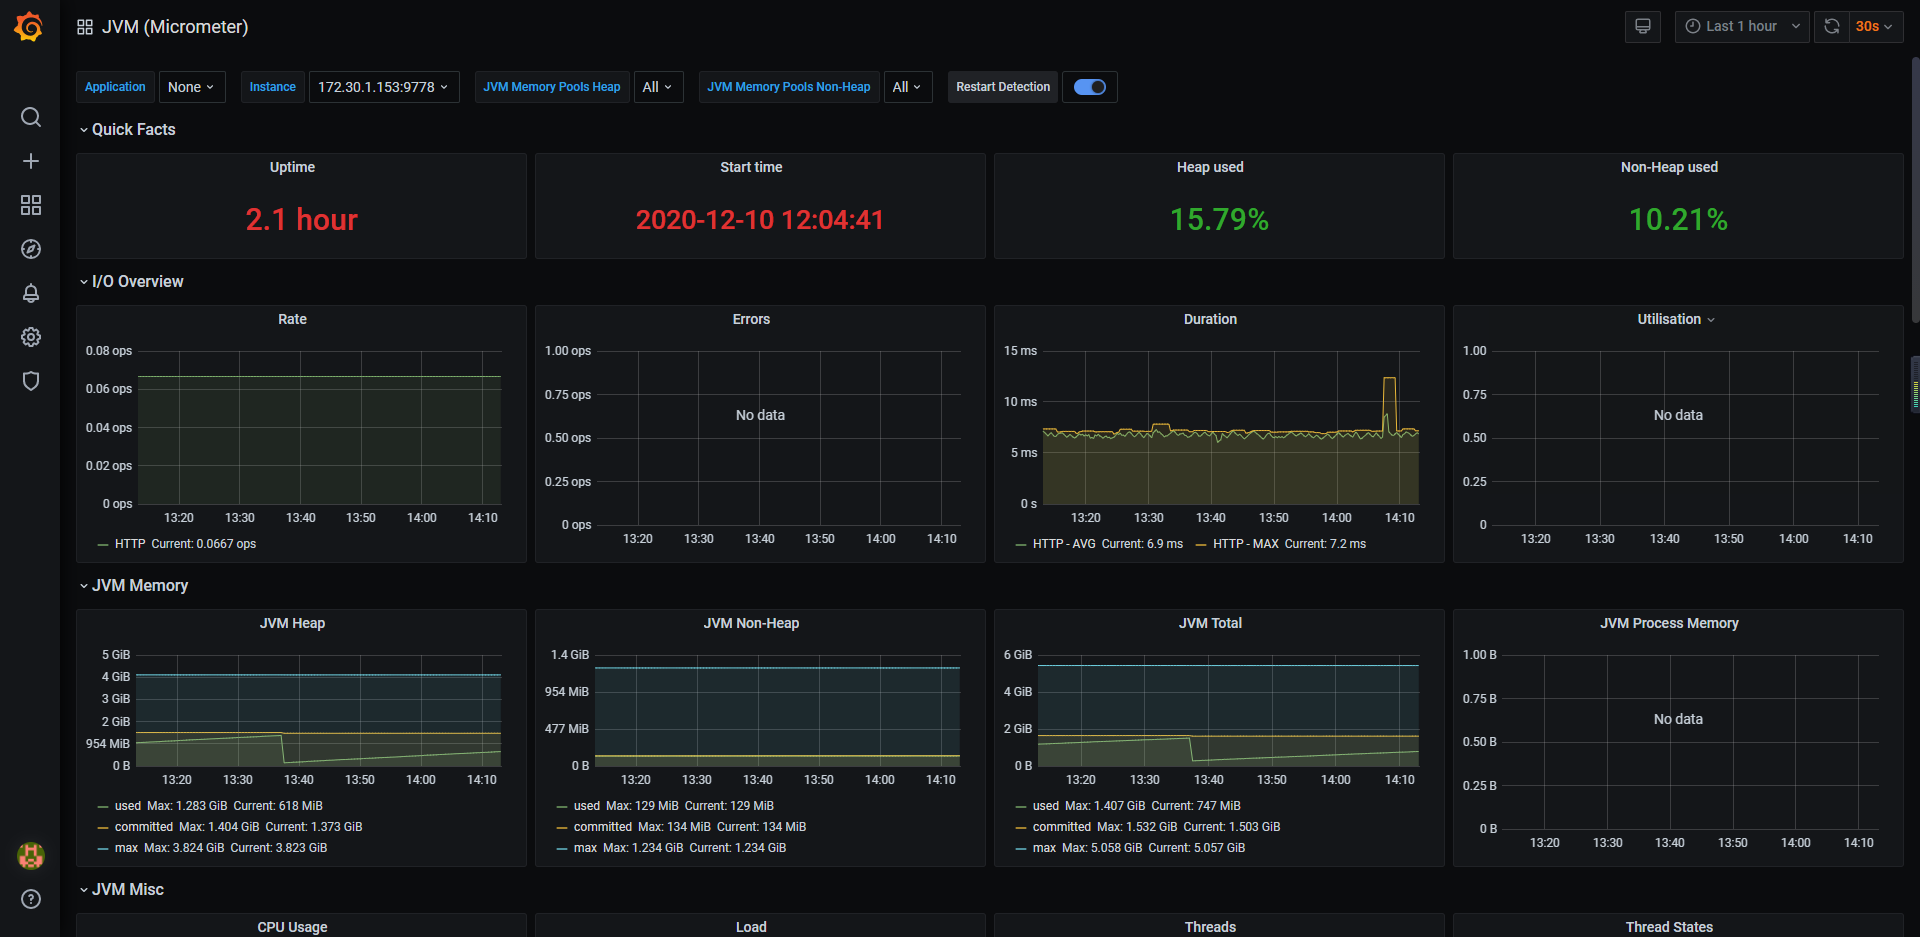 JVM (Micrometer)
Last 1 hour
30s
Application
None
Instance
172.30.1.153:9778
JVM Memory Pools Heap
All
JVM Memory Pools Non-Heap
All
Restart Detection
Quick Facts
Uptime
2.1 hour
Start time
2020-12-10 12:04:41
Heap used
15.79%
Non-Heap used
10.21%
I/O Overview
Rate
0.08 ops
0.06 ops
0.04 ops
0.02 ops
0 ops
13:20 13:30 13:40 13:50 14:00 14:10
HTTP Current: 0.0667 ops
Errors
1.00 ops
0.75 ops
0.50 ops
0.25 ops
0 ops
No data
13:20 13:30 13:40 13:50 14:00 14:10
Duration
15 ms
10 ms
5 ms
0 s
13:20 13:30 13:40 13:50 14:00 14:10
HTTP - AVG Current: 6.9 ms HTTP - MAX Current: 7.2 ms
Utilisation
1.00
0.75
0.50
0.25
0
No data
13:20 13:30 13:40 13:50 14:00 14:10
JVM Memory
JVM Heap
5 GiB
4 GiB
3 GiB
2 GiB
954 MiB
0 B
13:20 13:30 13:40 13:50 14:00 14:10
used Max: 1.283 GiB Current: 618 MiB
committed Max: 1.404 GiB Current: 1.373 GiB
max Max: 3.824 GiB Current: 3.823 GiB
JVM Non-Heap
1.4 GiB
954 MiB
477 MiB
0 B
13:20 13:30 13:40 13:50 14:00 14:10
used Max: 129 MiB Current: 129 MiB
committed Max: 134 MiB Current: 134 MiB
max Max: 1.234 GiB Current: 1.234 GiB
JVM Total
6 GiB
4 GiB
2 GiB
0 B
13:20 13:30 13:40 13:50 14:00 14:10
used Max: 1.407 GiB Current: 747 MiB
committed Max: 1.532 GiB Current: 1.503 GiB
max Max: 5.058 GiB Current: 5.057 GiB
JVM Process Memory
1.00 B
0.75 B
0.50 B
0.25 B
0 B
No data
13:20 13:30 13:40 13:50 14:00 14:10
JVM Misc
CPU Usage
Load
Threads
Thread States